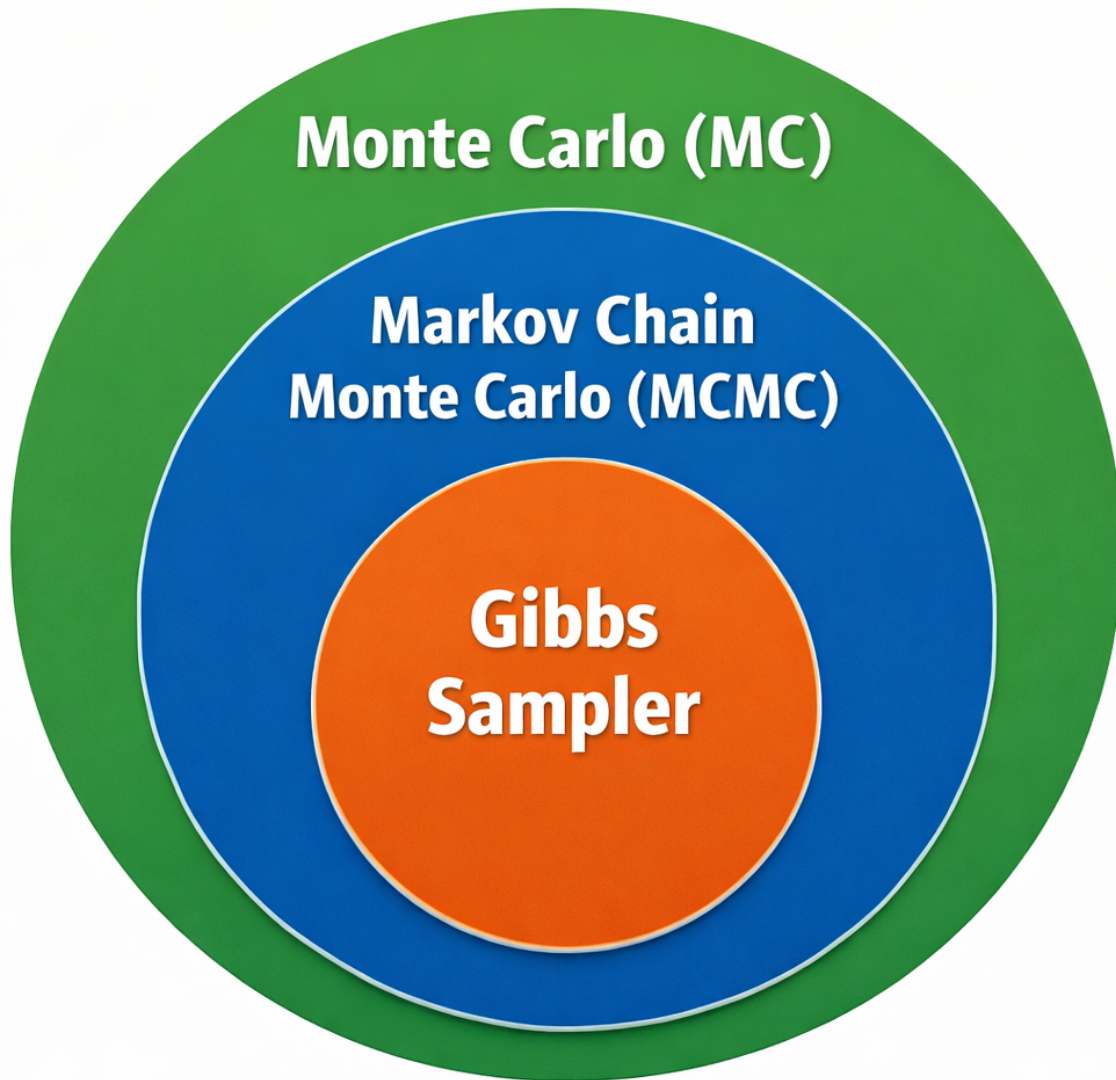 Monte Carlo (MC)
Markov Chain
Monte Carlo (MCMC)
Gibbs
Sampler